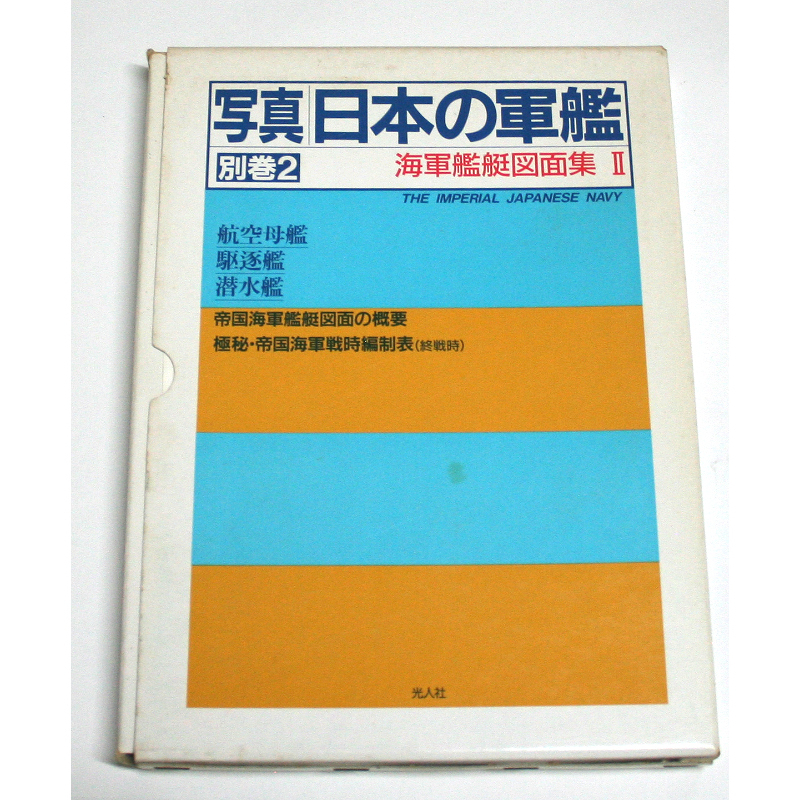 写真 日本の軍艦
別巻2
海軍艦艇図面集 Ⅱ
THE IMPERIAL JAPANESE NAVY
航空母艦
駆逐艦
潜水艦
帝国海軍艦艇図面の概要
極秘・帝国海軍戦時編制表(終戦時)
光人社